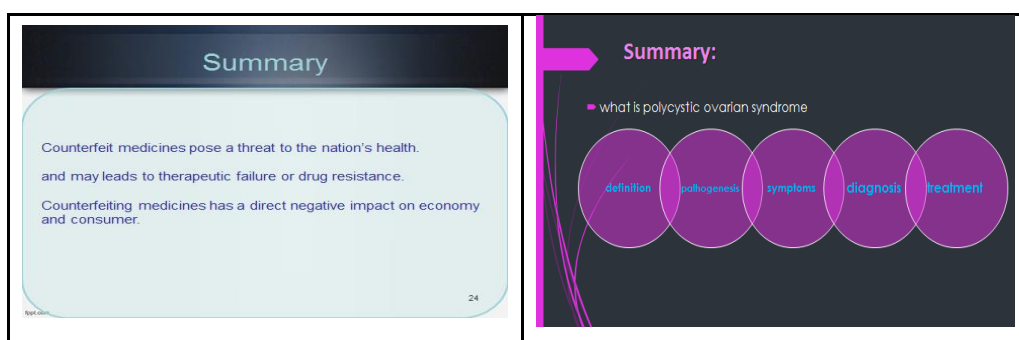 Summary
Counterfeit medicines pose a threat to the nation's health.
and may leads to therapeutic failure or drug resistance.
Counterfeiting medicines has a direct negative impact on economy
and consumer.
24
fppt.com
Summary:
what is polycystic ovarian syndrome
definition
pathogenesis
symptoms
diagnosis
treatment